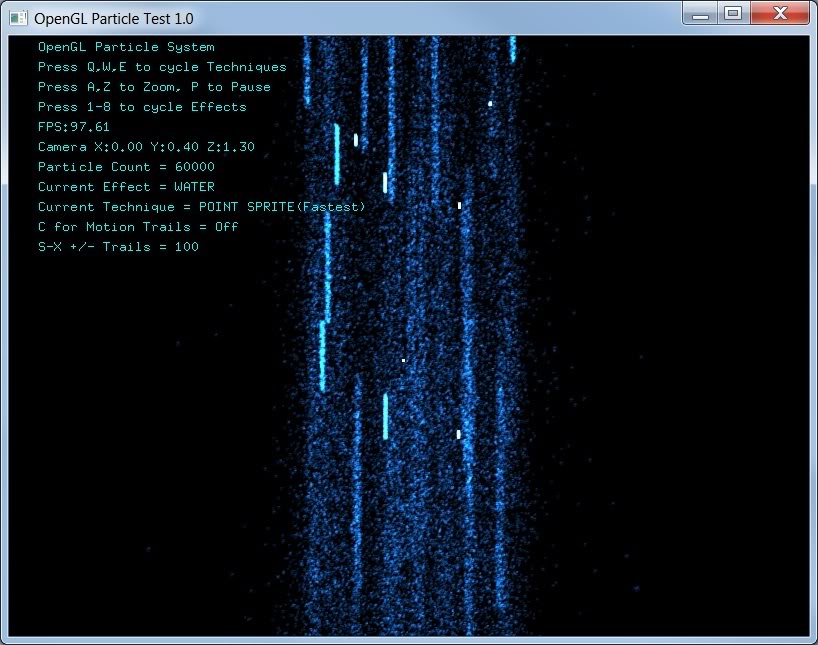 OpenGL Particle Test 1.0
OpenGL Particle System
Press Q,W,E to cycle Techniques
Press A,Z to Zoom, P to Pause
Press 1-8 to cycle Effects
FPS:97.61
Camera X:0.00 Y:0.40 Z:1.30
Particle Count = 60000
Current Effect = WATER
Current Technique = POINT SPRITE(Fastest)
C for Motion Trails = Off
S-X +/- Trails = 100